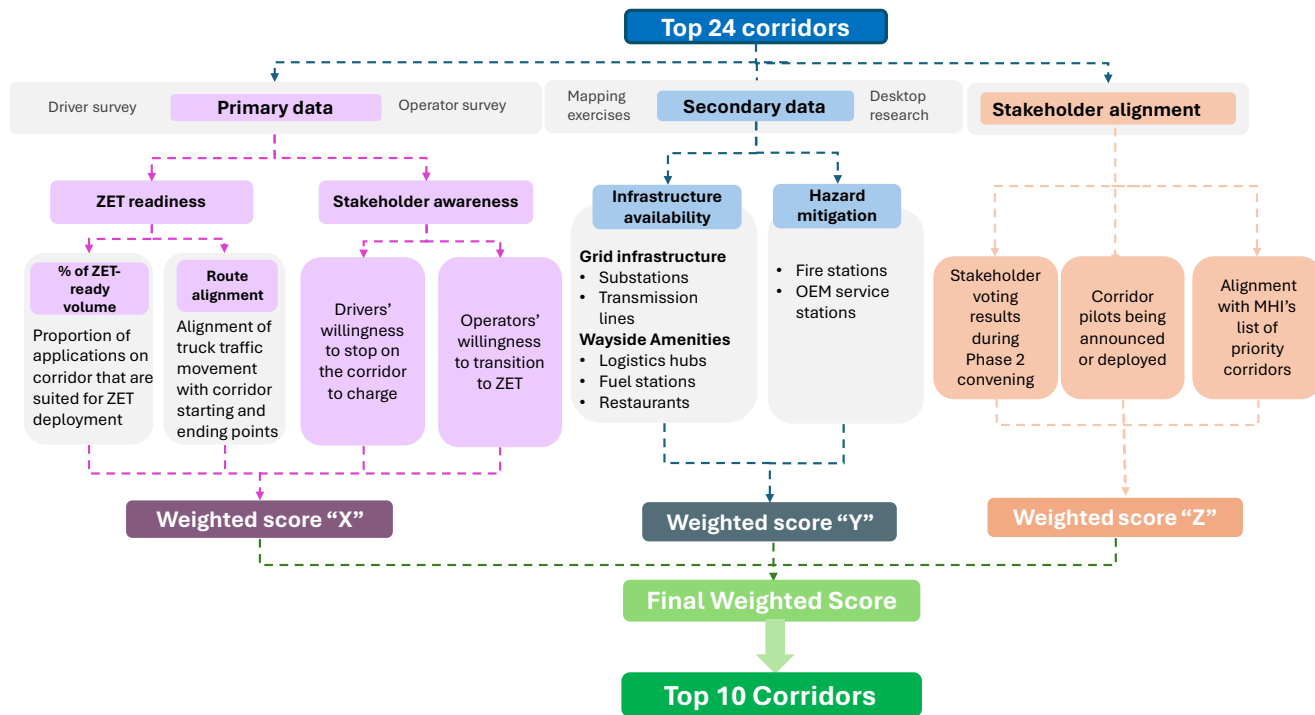 Top 24 corridors
Driver survey
Primary data
Operator survey
Mapping
exercises
Secondary data
Desktop
research
Stakeholder alignment
ZET readiness
Stakeholder awareness
Infrastructure
availability
Hazard
mitigation
% of ZET-
ready
volume
Proportion of
applications on
corridor that are
suited for ZET
deployment
Route
alignment
Alignment of
truck traffic
movement
with corridor
starting and
ending points
Drivers’
willingness
to stop on
the corridor
to charge
Operators’
willingness
to transition
to ZET
Grid infrastructure
• Substations
• Transmission
lines
Wayside Amenities
• Logistics hubs
• Fuel stations
• Restaurants
• Fire stations
• OEM service
stations
Stakeholder
voting
results
during
Phase 2
convening
Corridor
pilots being
announced
or deployed
Alignment
with MHI’s
list of
priority
corridors
Weighted score “X”
Weighted score “Y”
Weighted score “Z”
Final Weighted Score
Top 10 Corridors